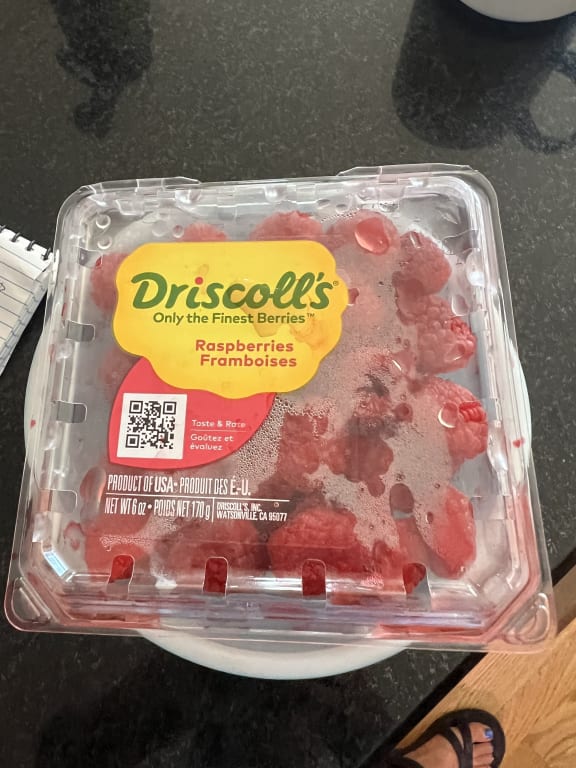 Driscoll's®
Only the Finest Berries™
Raspberries
Framboises
Taste & Rate
Goûtez et
évaluez
PRODUCT OF USA • PRODUIT DES É.-U.
NET WT 6 oz • POIDS NET 170 g
DRISCOLL'S, INC.
WATSONVILLE, CA 95077